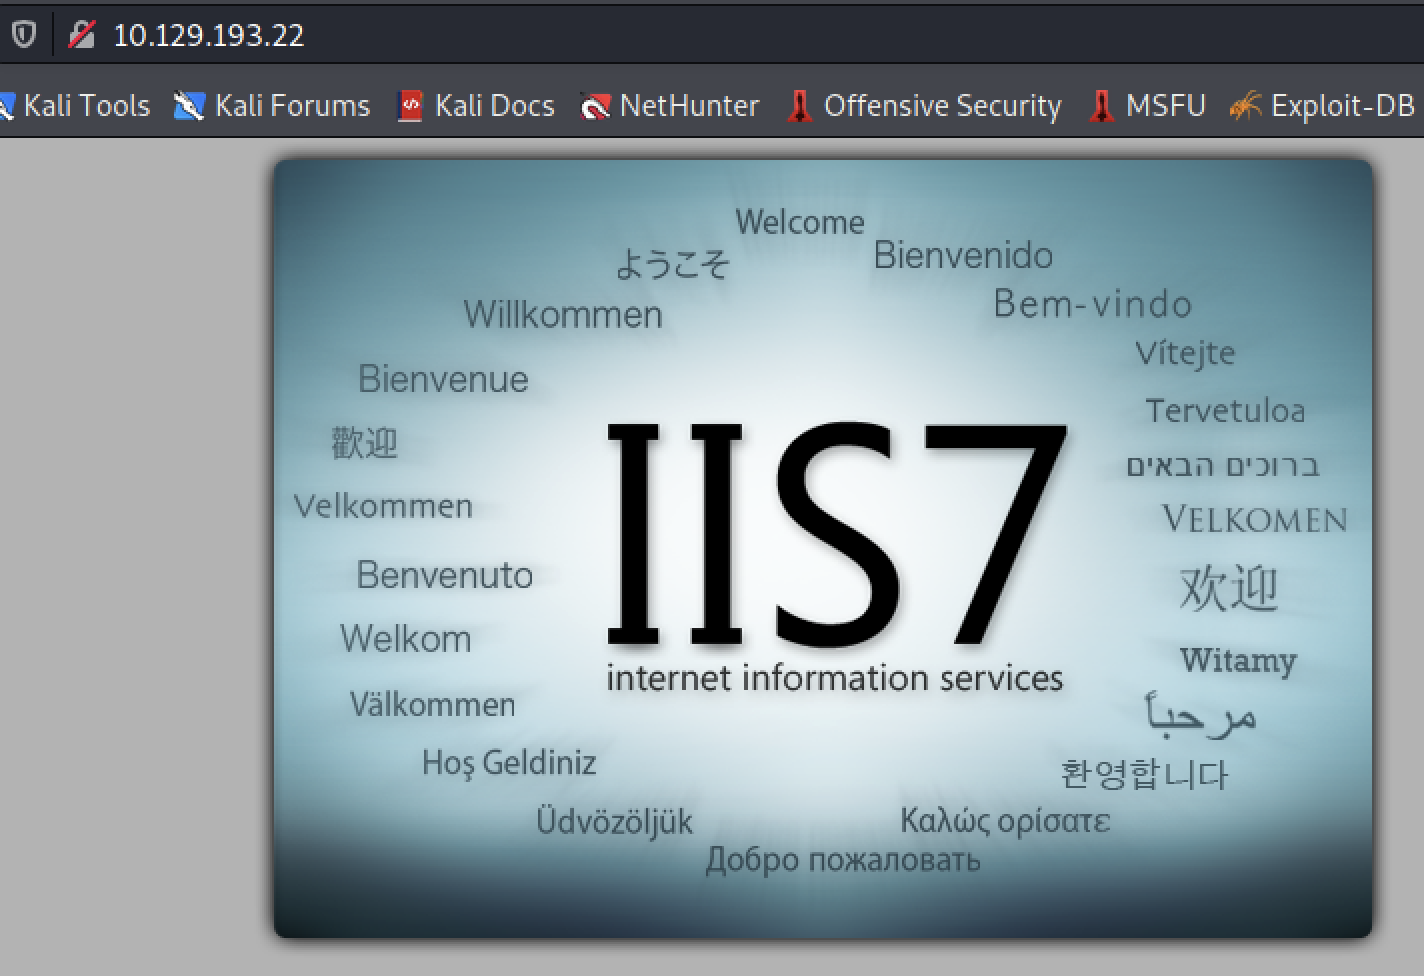 10.129.193.22
Kali Tools Kali Forums Kali Docs NetHunter Offensive Security MSFU Exploit-DB
Welcome
ようこそ
Bienvenido
Willkommen
Bem-vindo
Bienvenue
Vítejte
歡迎
Tervetuloa
ברוכים הבאים
Velkommen
VELKOMEN
IIS7
internet information services
Benvenuto
欢迎
Welkom
Witamy
Välkommen
مرحباً
Hoş Geldiniz
환영합니다
Üdvözöljük
Καλώς ορίσατε
Добро пожаловать